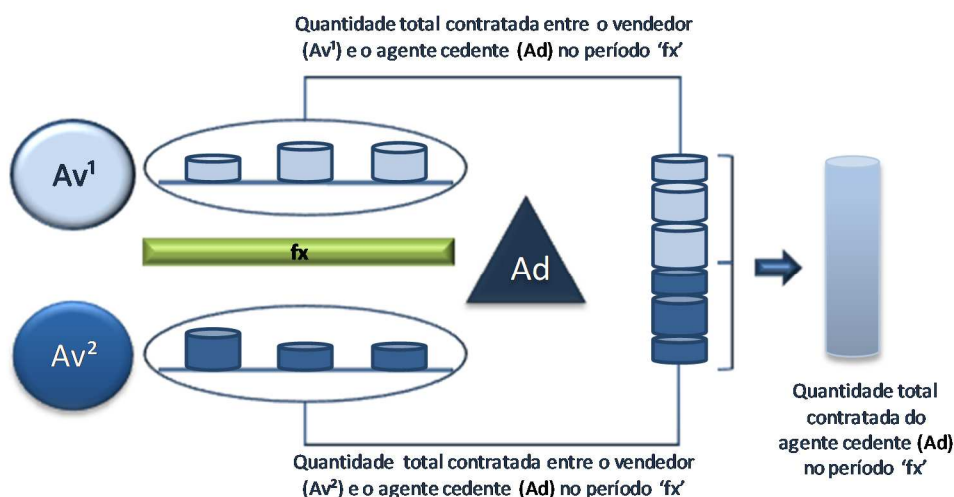 Quantidade total contratada entre o vendedor
(Av¹) e o agente cedente (Ad) no período ‘fx’
Av¹
fx
Ad
Av²
Quantidade total
contratada do
agente cedente (Ad)
no período ‘fx’
Quantidade total contratada entre o vendedor
(Av²) e o agente cedente (Ad) no período ‘fx’